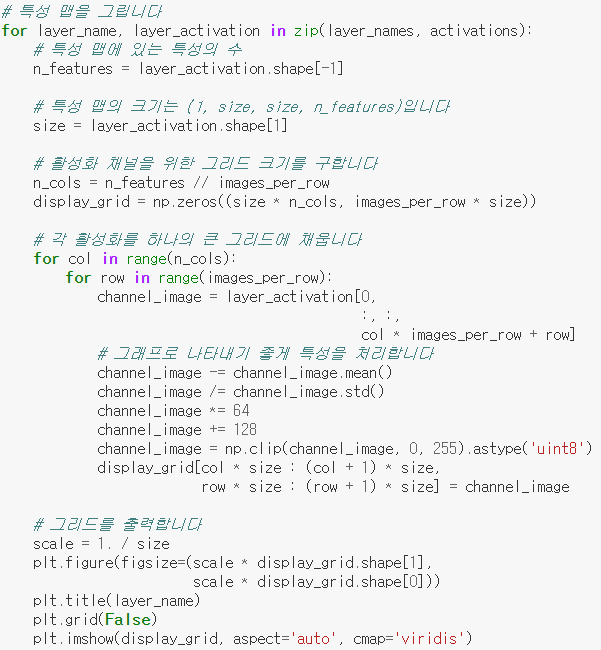 # 특성 맵을 그립니다
for layer_name, layer_activation in zip(layer_names, activations):
    # 특성 맵에 있는 특성의 수
    n_features = layer_activation.shape[-1]

    # 특성 맵의 크기는 (1, size, size, n_features)입니다
    size = layer_activation.shape[1]

    # 활성화 채널을 위한 그리드 크기를 구합니다
    n_cols = n_features // images_per_row
    display_grid = np.zeros((size * n_cols, images_per_row * size))

    # 각 활성화를 하나의 큰 그리드에 채웁니다
    for col in range(n_cols):
        for row in range(images_per_row):
            channel_image = layer_activation[0,
                                             :, :,
                                             col * images_per_row + row]
            # 그래프로 나타내기 좋게 특성을 처리합니다
            channel_image -= channel_image.mean()
            channel_image /= channel_image.std()
            channel_image *= 64
            channel_image += 128
            channel_image = np.clip(channel_image, 0, 255).astype('uint8')
            display_grid[col * size : (col + 1) * size,
                         row * size : (row + 1) * size] = channel_image

    # 그리드를 출력합니다
    scale = 1. / size
    plt.figure(figsize=(scale * display_grid.shape[1],
                        scale * display_grid.shape[0]))
    plt.title(layer_name)
    plt.grid(False)
    plt.imshow(display_grid, aspect='auto', cmap='viridis')